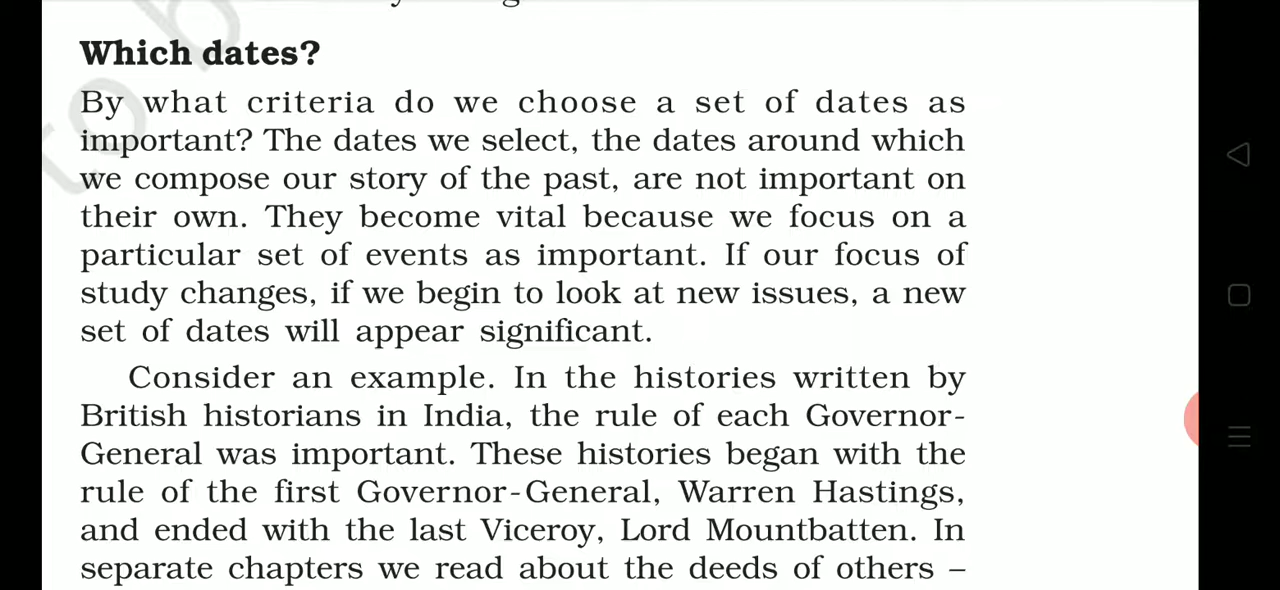 Which dates?
By what criteria do we choose a set of dates as
important? The dates we select, the dates around which
we compose our story of the past, are not important on
their own. They become vital because we focus on a
particular set of events as important. If our focus of
study changes, if we begin to look at new issues, a new
set of dates will appear significant.
Consider an example. In the histories written by
British historians in India, the rule of each Governor-
General was important. These histories began with the
rule of the first Governor-General, Warren Hastings,
and ended with the last Viceroy, Lord Mountbatten. In
separate chapters we read about the deeds of others –